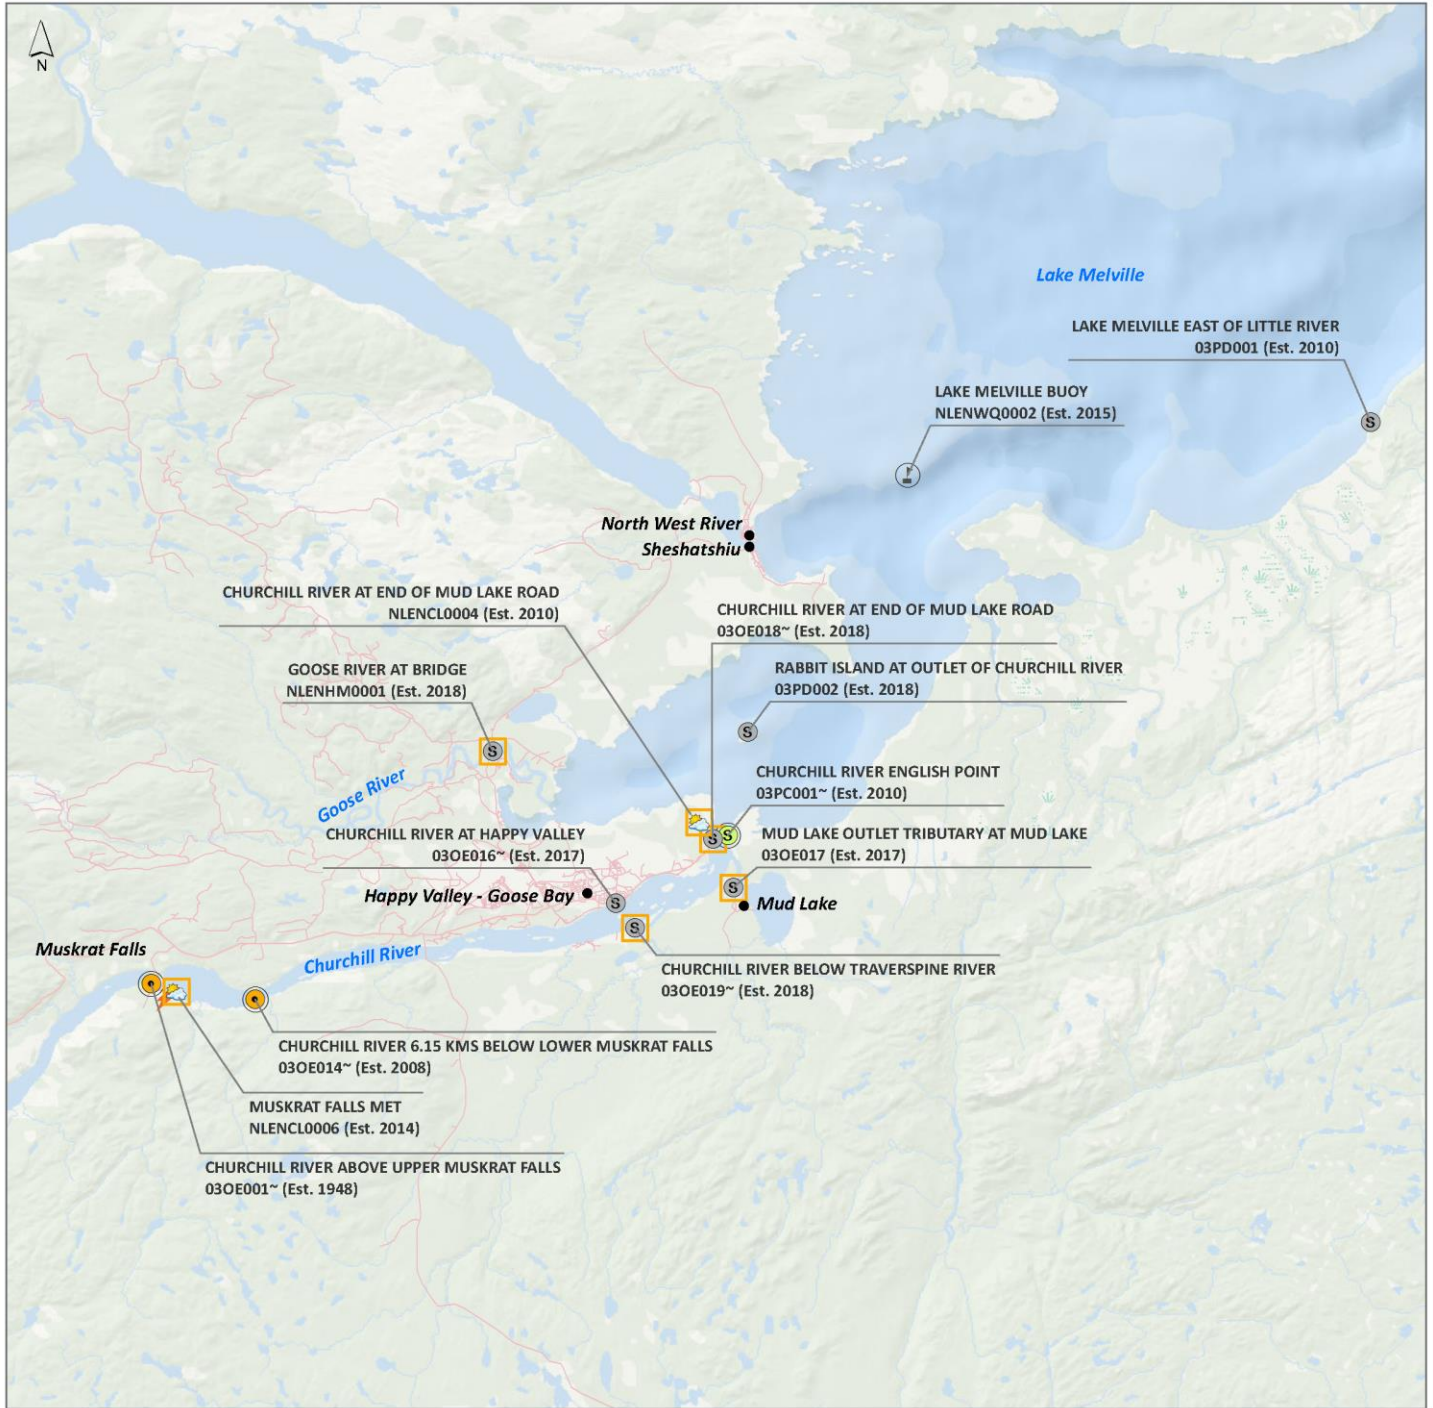 N
Lake Melville
LAKE MELVILLE EAST OF LITTLE RIVER
03PD001 (Est. 2010)
LAKE MELVILLE BUOY
NLENWQ0002 (Est. 2015)
S
North West River
Sheshatshiu
CHURCHILL RIVER AT END OF MUD LAKE ROAD
NLENCL0004 (Est. 2010)
CHURCHILL RIVER AT END OF MUD LAKE ROAD
03OE018~ (Est. 2018)
GOOSE RIVER AT BRIDGE
NLENHM0001 (Est. 2018)
RABBIT ISLAND AT OUTLET OF CHURCHILL RIVER
03PD002 (Est. 2018)
S
S
Goose River
CHURCHILL RIVER ENGLISH POINT
03PC001~ (Est. 2010)
CHURCHILL RIVER AT HAPPY VALLEY
03OE016~ (Est. 2017)
S
S
MUD LAKE OUTLET TRIBUTARY AT MUD LAKE
03OE017 (Est. 2017)
Happy Valley - Goose Bay
S
S
Mud Lake
S
Muskrat Falls
Churchill River
CHURCHILL RIVER BELOW TRAVERSPINE RIVER
03OE019~ (Est. 2018)
CHURCHILL RIVER 6.15 KMS BELOW LOWER MUSKRAT FALLS
03OE014~ (Est. 2008)
MUSKRAT FALLS MET
NLENCL0006 (Est. 2014)
CHURCHILL RIVER ABOVE UPPER MUSKRAT FALLS
03OE001~ (Est. 1948)